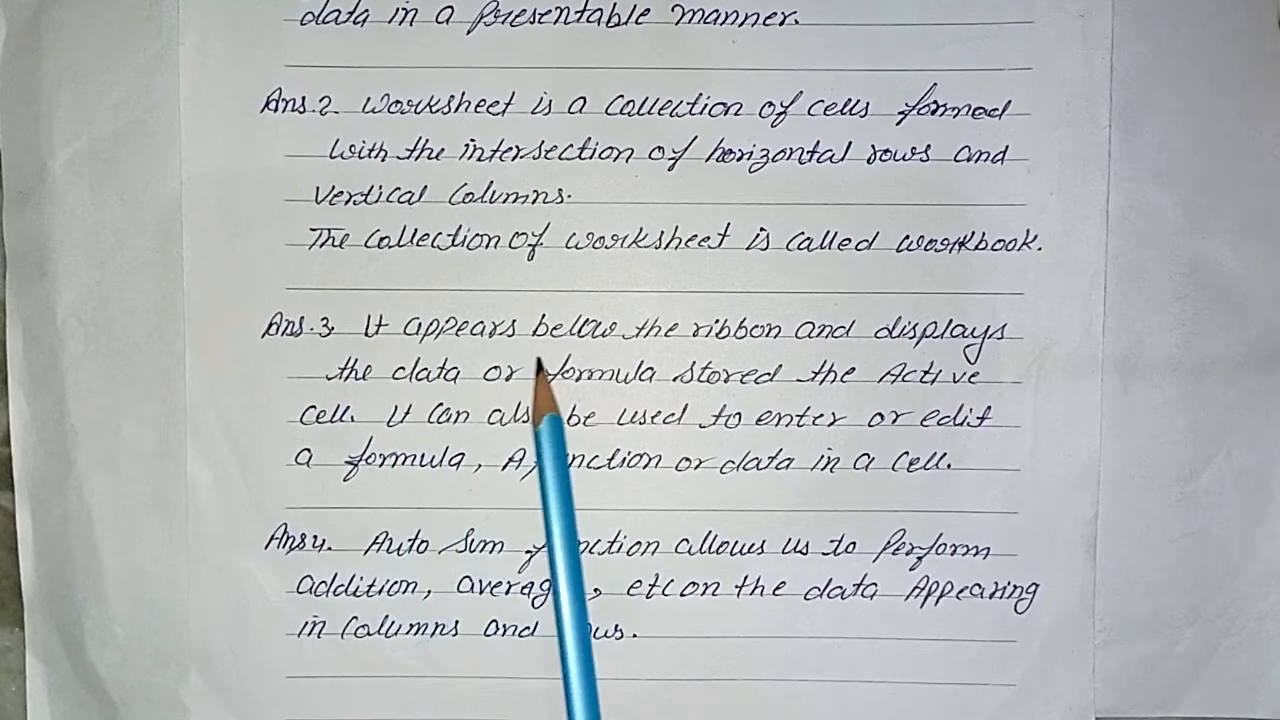 data in a Presentable manner.
Ans.2. Worksheet is a Collection of cells formed
with the intersection of horizontal rows and
Vertical Columns.
The Collection Of worksheet is called workbook.
Ans.3. It appears below the ribbon and displays
the data or formula stored the Active
cell. It Can also be used to enter or edit
a formula, A function or data in a cell.
Ans4. Auto Sum function allows us to Perform
addition, average, etc on the data Appearing
in Columns and rows.